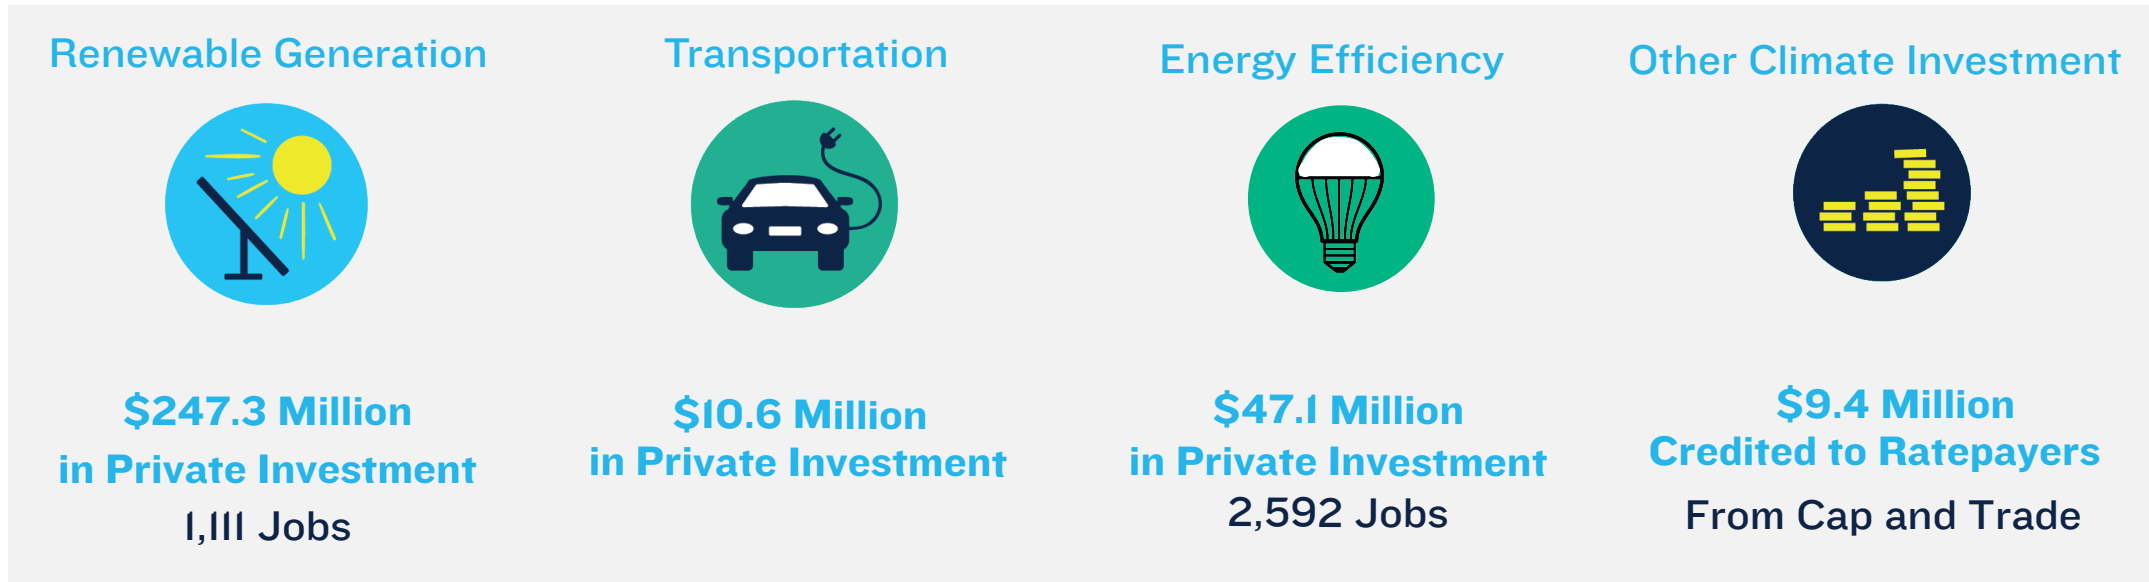 Renewable Generation
$247.3 Million
in Private Investment
1,111 Jobs
Transportation
$10.6 Million
in Private Investment
Energy Efficiency
$47.1 Million
in Private Investment
2,592 Jobs
Other Climate Investment
$9.4 Million
Credited to Ratepayers
From Cap and Trade